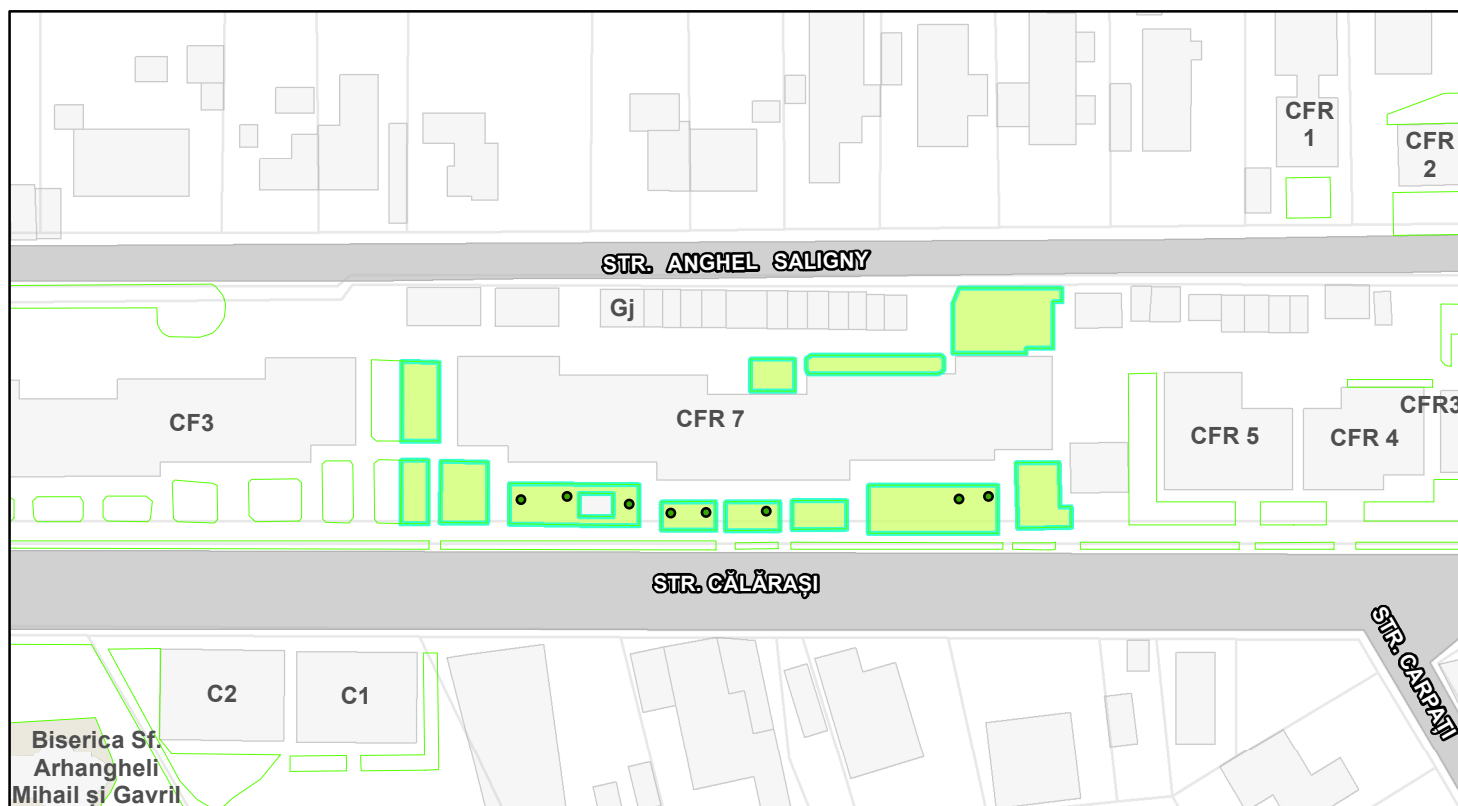 CFR
1
CFR
2
STR. ANGHEL SALIGNY
Gj
CF3
CFR 7
CFR 5
CFR 4
CFR3
STR. CĂLĂRAȘI
STR. CARPAȚI
C2
C1
Biserica Sf.
Arhangheli
Mihail și Gavril